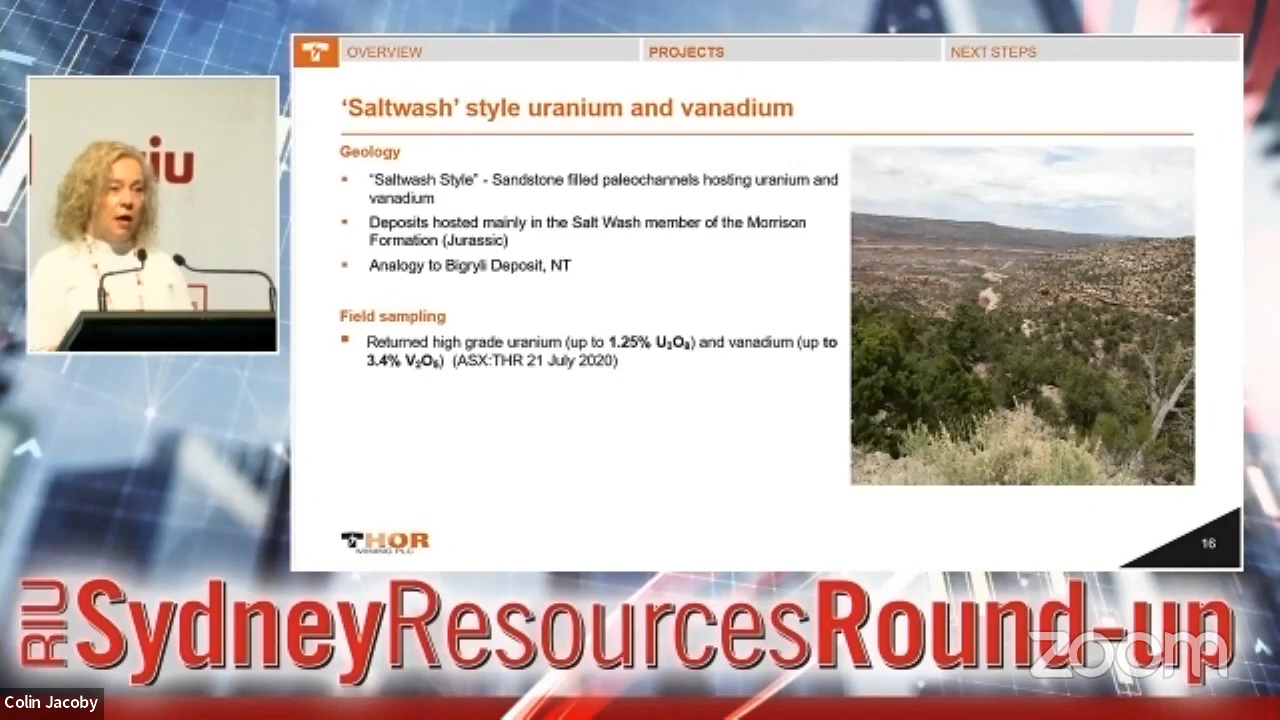 OVERVIEW
PROJECTS
NEXT STEPS
‘Saltwash’ style uranium and vanadium
Geology
“Saltwash Style” - Sandstone filled paleochannels hosting uranium and
vanadium
Deposits hosted mainly in the Salt Wash member of the Morrison
Formation (Jurassic)
Analogy to Bigryli Deposit, NT
Field sampling
Returned high grade uranium (up to 1.25% U₃O₈) and vanadium (up to
3.4% V₂O₅) (ASX:THR 21 July 2020)
THOR
MINING PLC
16
riu
RIU SydneyResourcesRound-up
zoom
Colin Jacoby